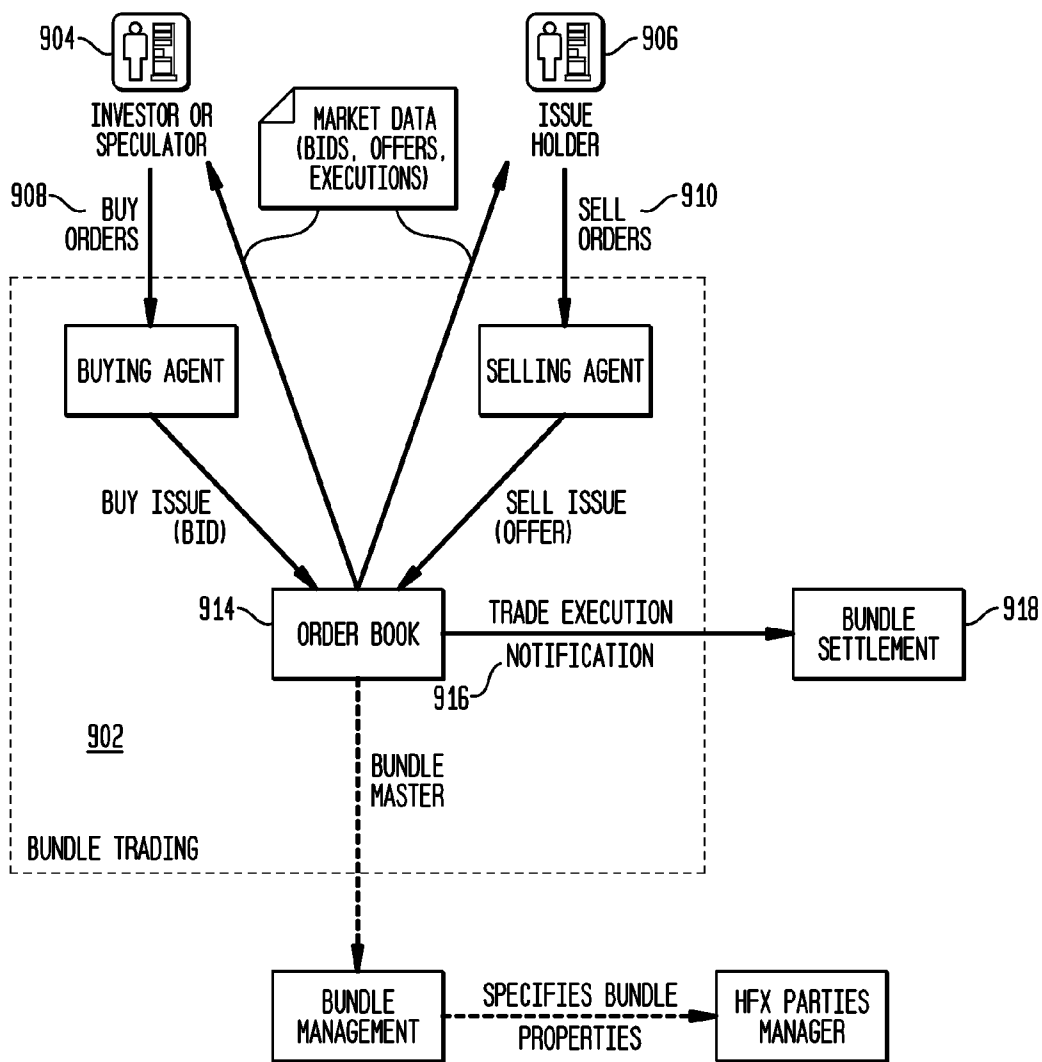 904
906
INVESTOR OR
SPECULATOR
MARKET DATA
(BIDS, OFFERS,
EXECUTIONS)
ISSUE
HOLDER
908
BUY
ORDERS
SELL
ORDERS
910
BUYING AGENT
SELLING AGENT
BUY ISSUE
(BID)
SELL ISSUE
(OFFER)
914
ORDER BOOK
TRADE EXECUTION
NOTIFICATION
916
BUNDLE
SETTLEMENT
918
902
BUNDLE
MASTER
BUNDLE TRADING
BUNDLE
MANAGEMENT
SPECIFIES BUNDLE
PROPERTIES
HFX PARTIES
MANAGER